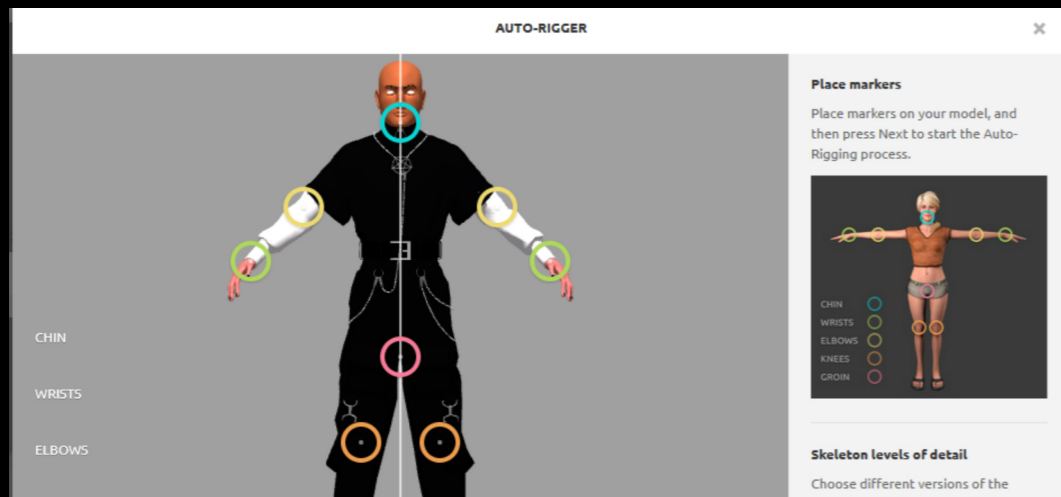 AUTO-RIGGER
CHIN
WRISTS
ELBOWS
Place markers
Place markers on your model, and
then press Next to start the Auto-
Rigging process.
CHIN
WRISTS
ELBOWS
KNEES
GROIN
Skeleton levels of detail
Choose different versions of the